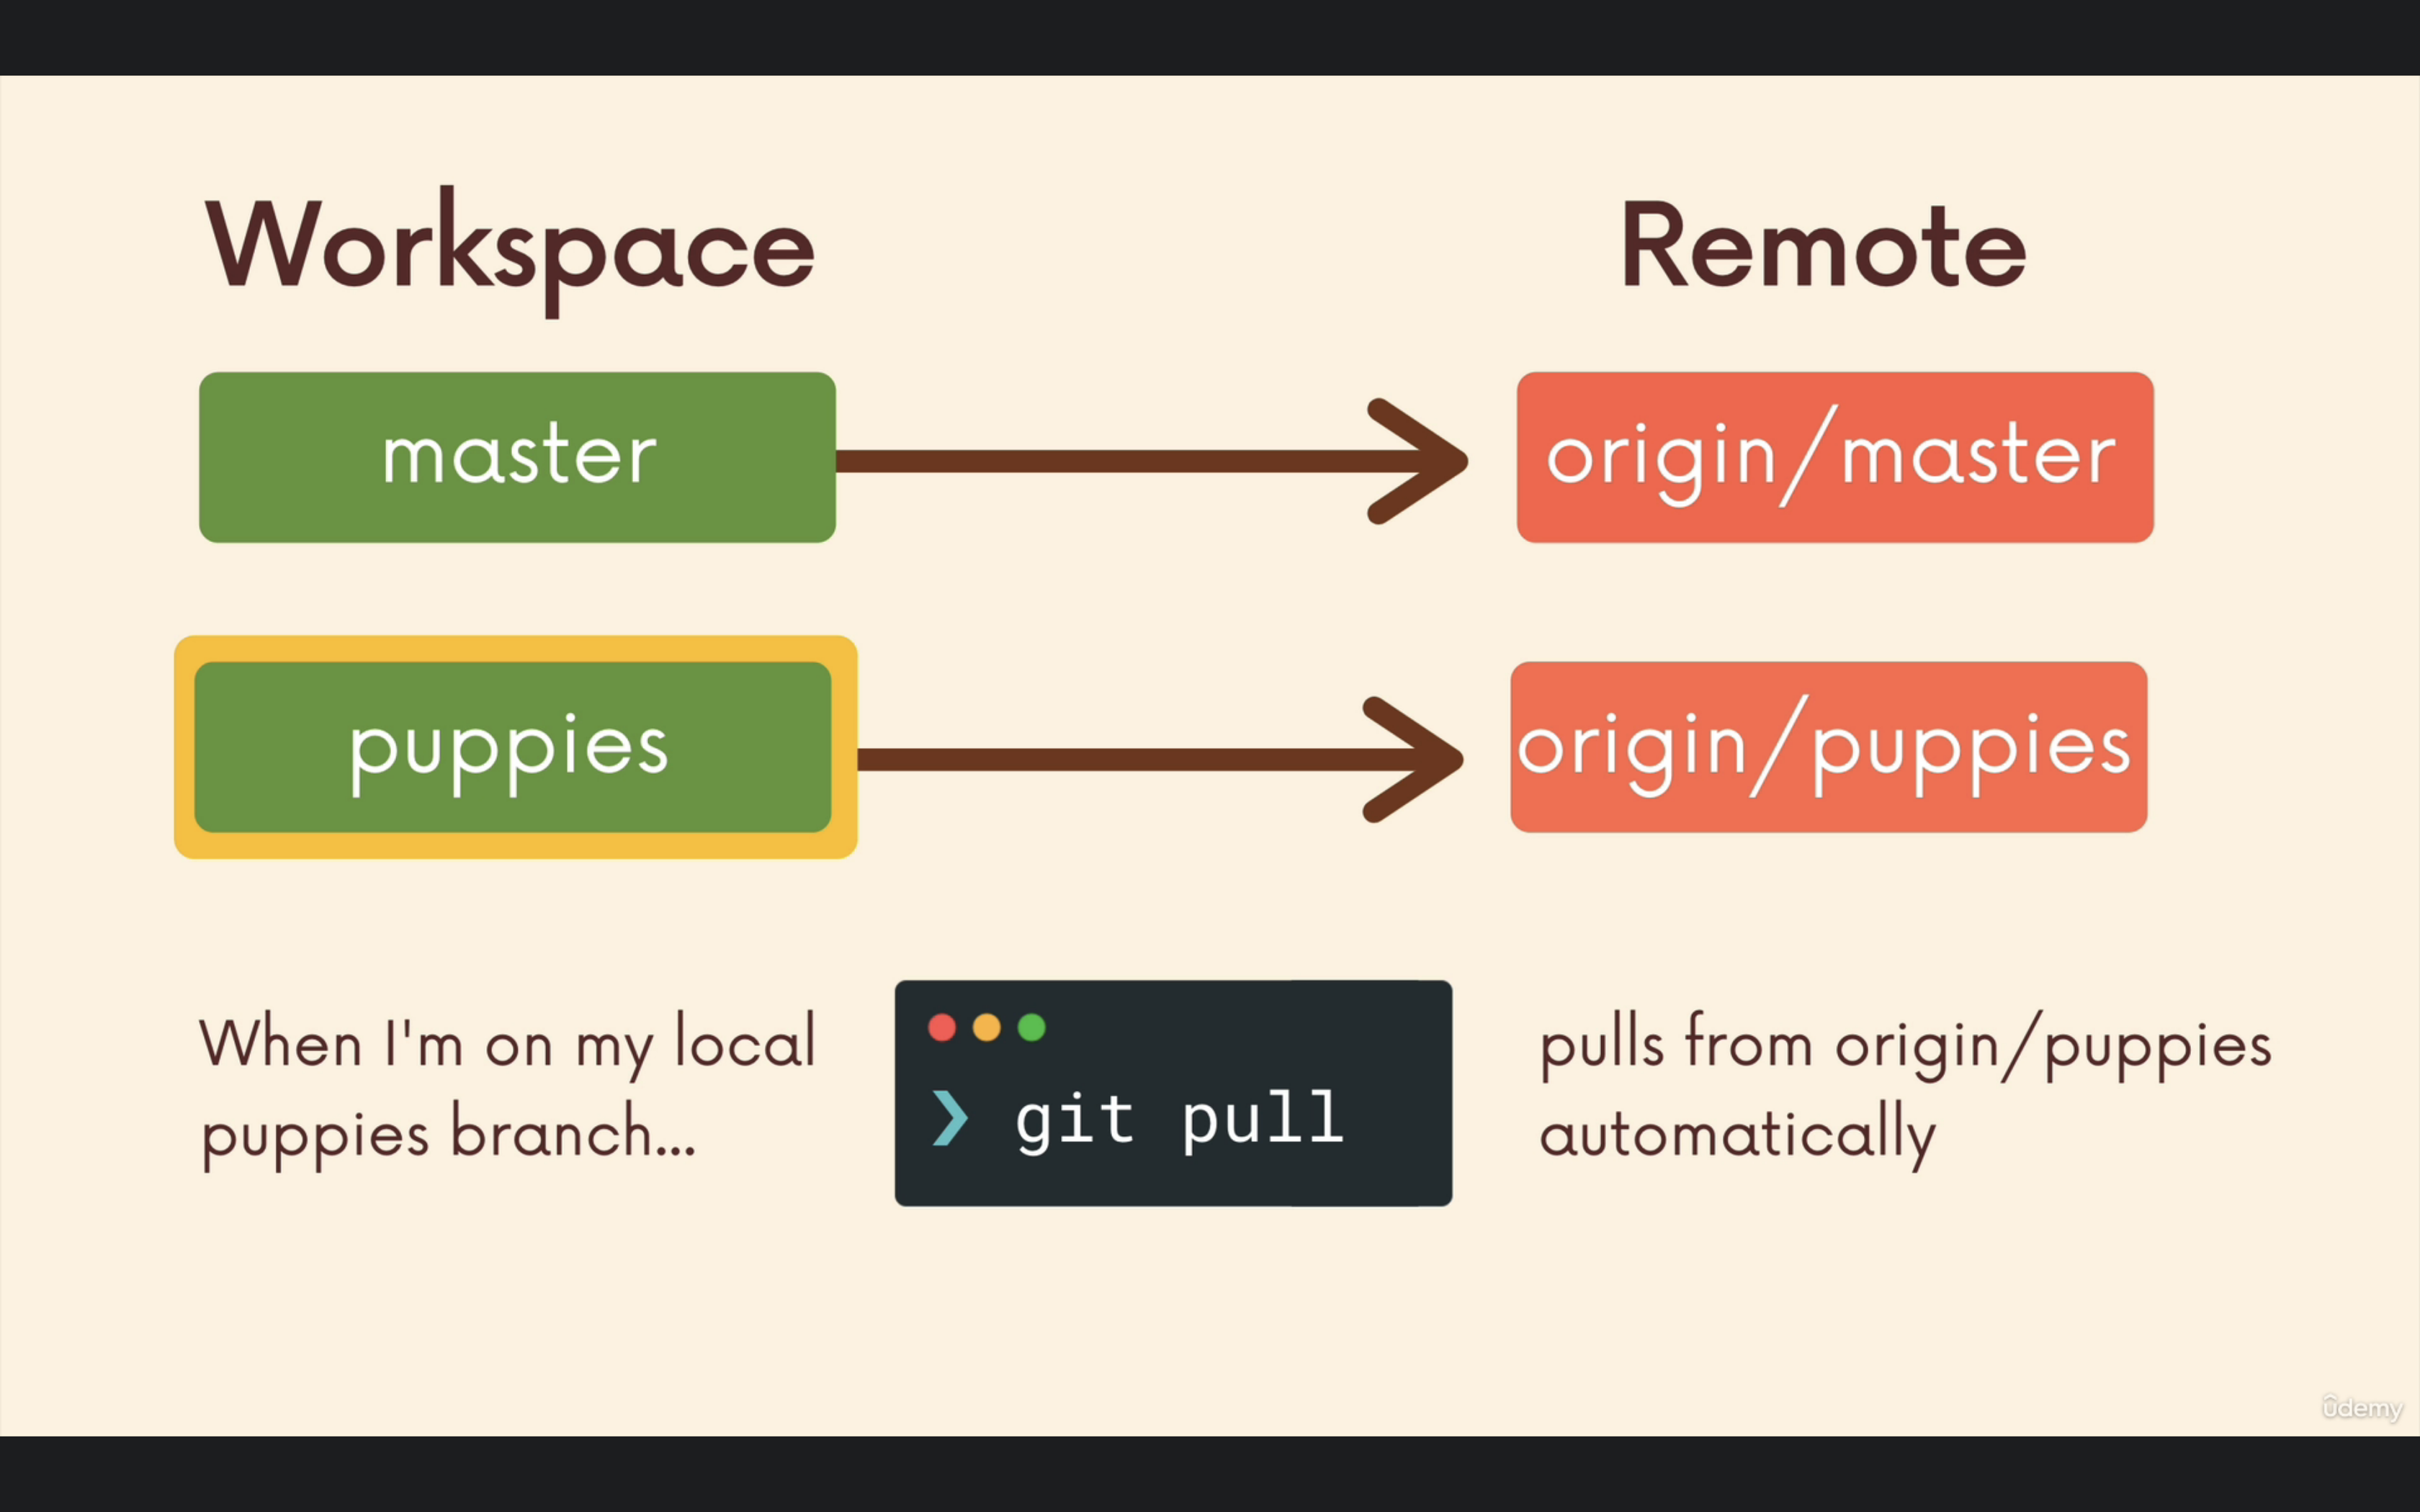 Workspace
Remote
master
origin/master
puppies
origin/puppies
When I'm on my local
puppies branch...
❯ git pull
pulls from origin/puppies
automatically
ûdemy